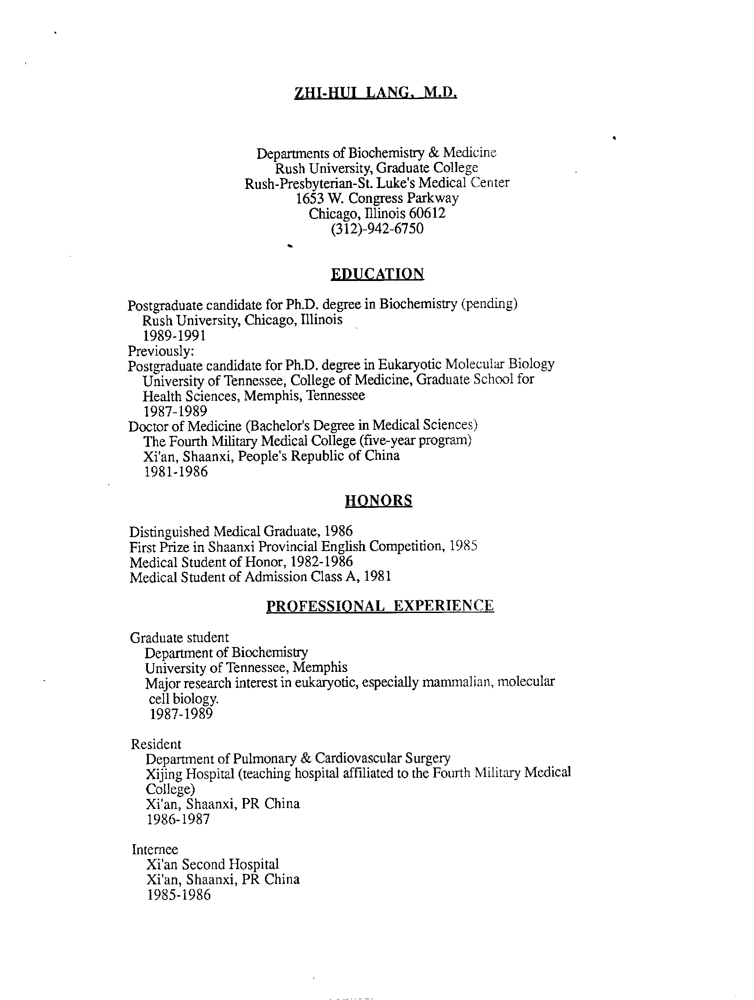 ZHI-HUI LANG, M.D.
Departments of Biochemistry & Medicine
Rush University, Graduate College
Rush-Presbyterian-St. Luke's Medical Center
1653 W. Congress Parkway
Chicago, Illinois 60612
(312)-942-6750
EDUCATION
Postgraduate candidate for Ph.D. degree in Biochemistry (pending)
Rush University, Chicago, Illinois
1989-1991
Previously:
Postgraduate candidate for Ph.D. degree in Eukaryotic Molecular Biology
University of Tennessee, College of Medicine, Graduate School for
Health Sciences, Memphis, Tennessee
1987-1989
Doctor of Medicine (Bachelor's Degree in Medical Sciences)
The Fourth Military Medical College (five-year program)
Xi'an, Shaanxi, People's Republic of China
1981-1986
HONORS
Distinguished Medical Graduate, 1986
First Prize in Shaanxi Provincial English Competition, 1985
Medical Student of Honor, 1982-1986
Medical Student of Admission Class A, 1981
PROFESSIONAL EXPERIENCE
Graduate student
Department of Biochemistry
University of Tennessee, Memphis
Major research interest in eukaryotic, especially mammalian, molecular
cell biology.
1987-1989
Resident
Department of Pulmonary & Cardiovascular Surgery
Xijing Hospital (teaching hospital affiliated to the Fourth Military Medical
College)
Xi'an, Shaanxi, PR China
1986-1987
Internee
Xi'an Second Hospital
Xi'an, Shaanxi, PR China
1985-1986